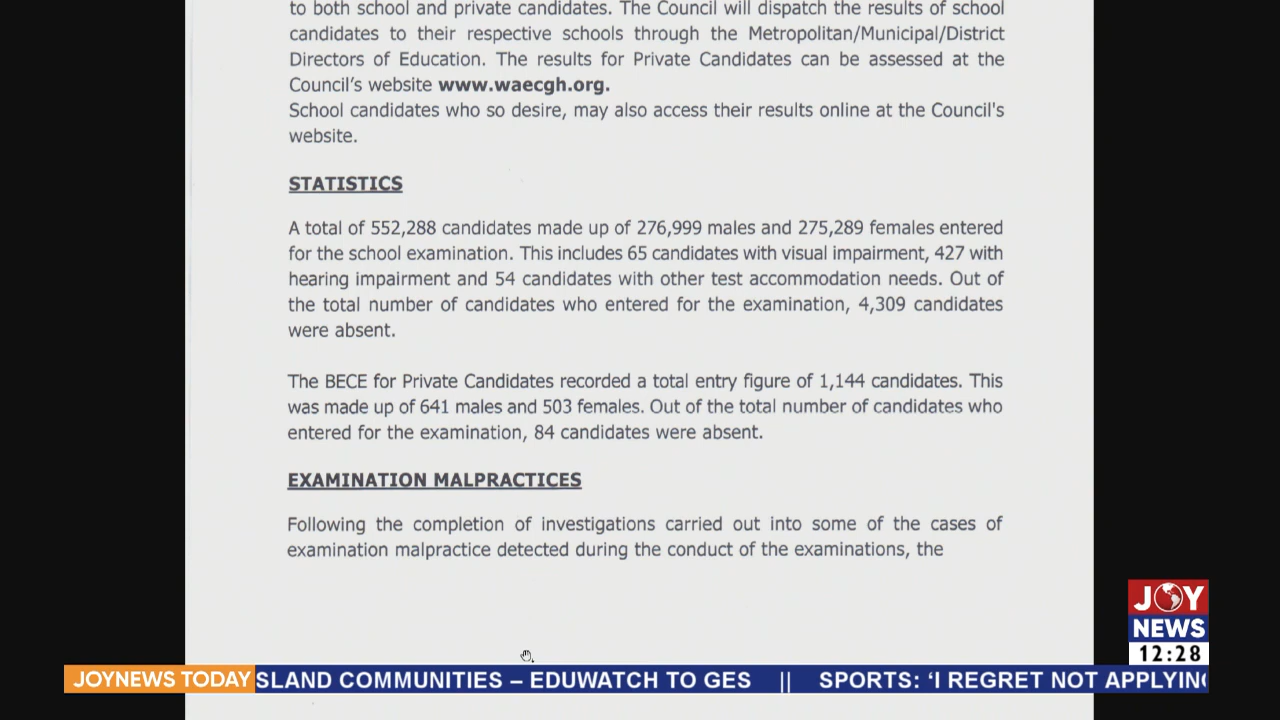 to both school and private candidates. The Council will dispatch the results of school
candidates to their respective schools through the Metropolitan/Municipal/District
Directors of Education. The results for Private Candidates can be assessed at the
Council's website www.waecgh.org.
School candidates who so desire, may also access their results online at the Council's
website.
STATISTICS
A total of 552,288 candidates made up of 276,999 males and 275,289 females entered
for the school examination. This includes 65 candidates with visual impairment, 427 with
hearing impairment and 54 candidates with other test accommodation needs. Out of
the total number of candidates who entered for the examination, 4,309 candidates
were absent.
The BECE for Private Candidates recorded a total entry figure of 1,144 candidates. This
was made up of 641 males and 503 females. Out of the total number of candidates who
entered for the examination, 84 candidates were absent.
EXAMINATION MALPRACTICES
Following the completion of investigations carried out into some of the cases of
examination malpractice detected during the conduct of the examinations, the
JOY
NEWS
12:28
JOYNEWS TODAY SLAND COMMUNITIES – EDUWATCH TO GES || SPORTS: ‘I REGRET NOT APPLYING